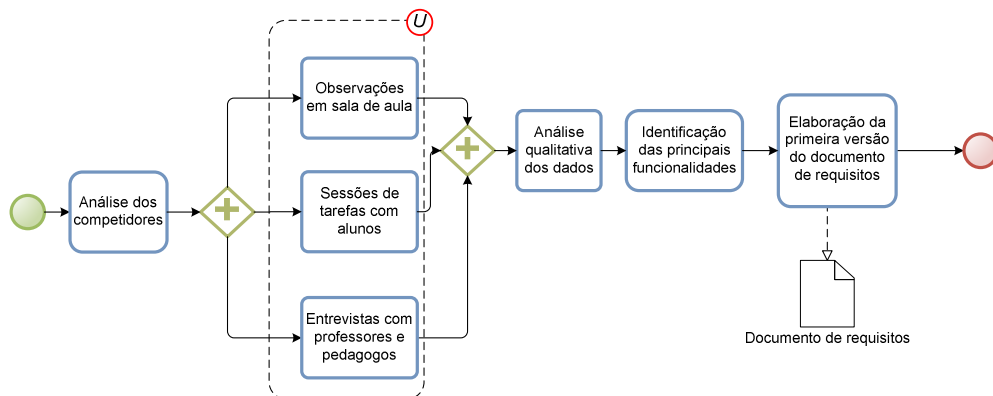 U
Observações
em sala de aula
Análise dos
competidores
Sessões de
tarefas com
alunos
Entrevistas com
professores e
pedagogos
Análise
qualitativa
dos dados
Identificação
das principais
funcionalidades
Elaboração da
primeira versão
do documento
de requisitos
Documento de requisitos